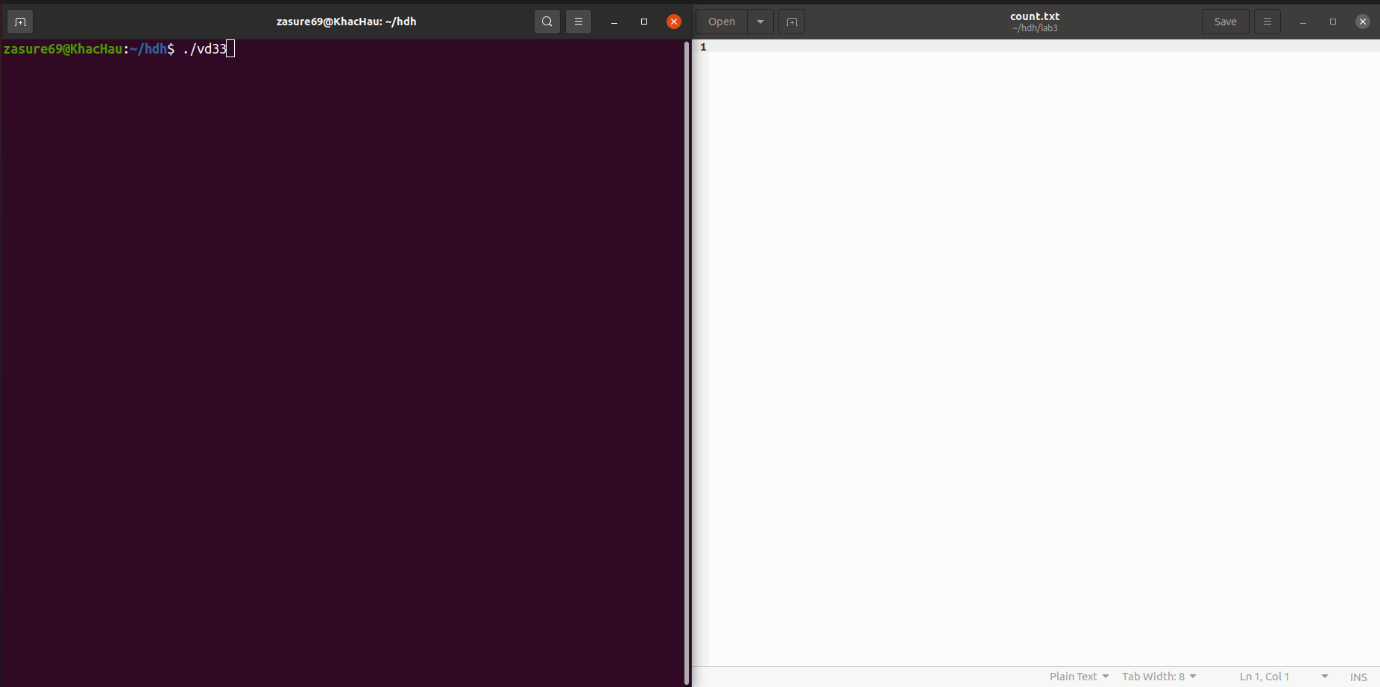 zasure69@KhacHau: ~/hdh
zasure69@KhacHau:~/hdh$ ./vd33
Open
count.txt
~/hdh/lab3
Save
1
Plain Text
Tab Width: 8
Ln 1, Col 1
INS